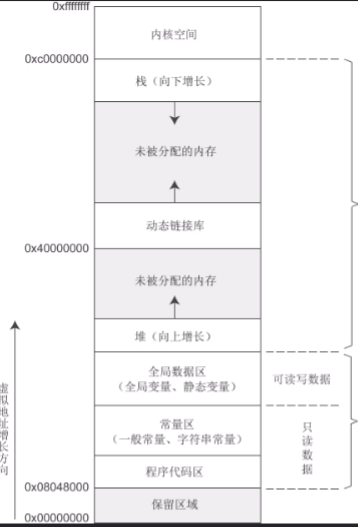 0xffffffff
内核空间
0xc0000000
栈（向下增长）
未被分配的内存
动态链接库
0x40000000
未被分配的内存
堆（向上增长）
全局数据区
（全局变量、静态变量）
可读写数据
常量区
（一般常量、字符串常量）
只读数据
程序代码区
0x08048000
保留区域
0x00000000
虚拟地址增长方向